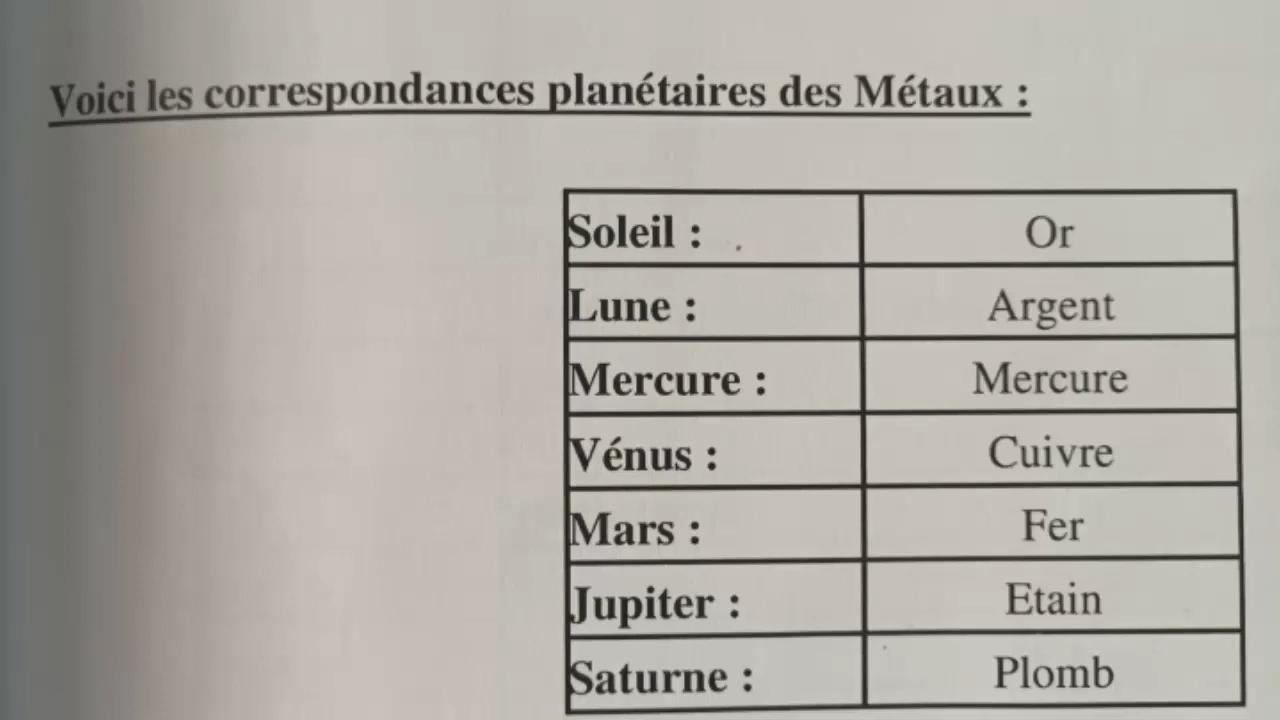 Voici les correspondances planétaires des Métaux :
Soleil : Or
Lune : Argent
Mercure : Mercure
Vénus : Cuivre
Mars : Fer
Jupiter : Etain
Saturne : Plomb